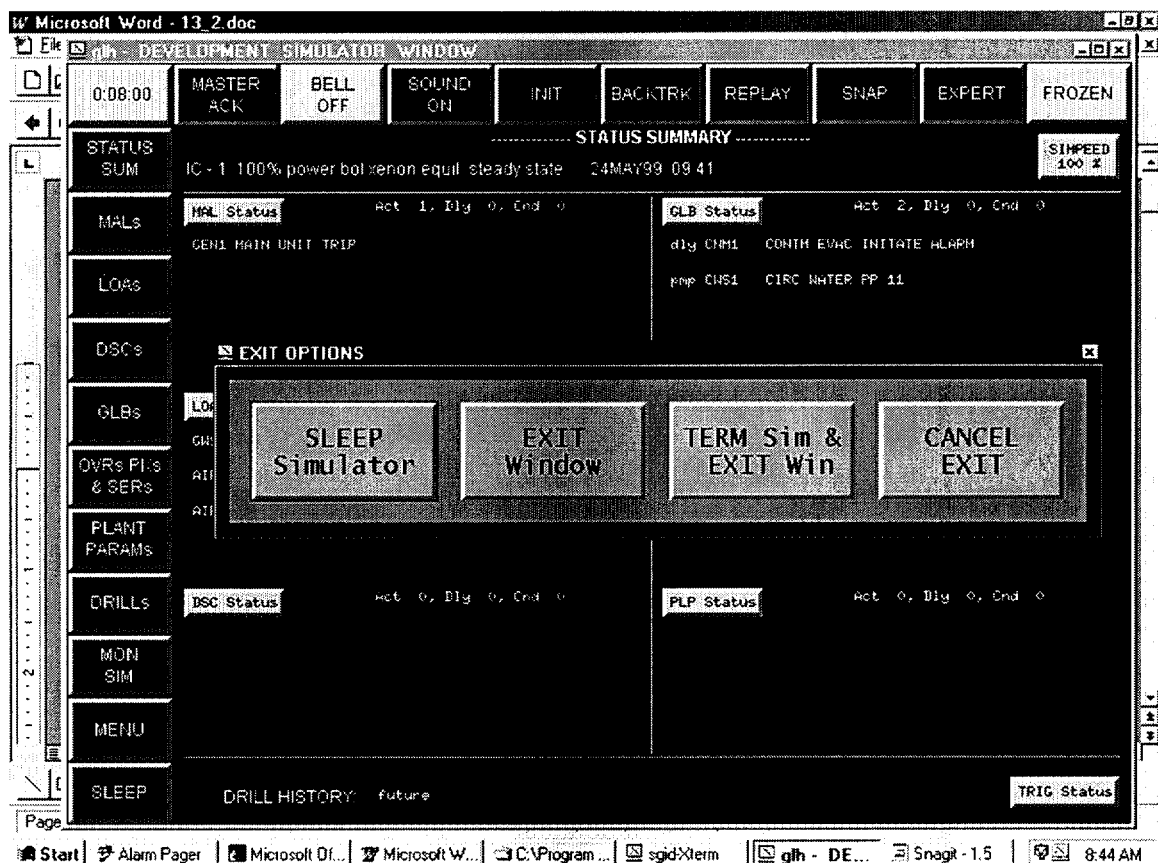 Microsoft Word - 13_2.doc
glh - DEVELOPMENT SIMULATOR WINDOW
0:08:00
MASTER ACK
BELL OFF
SOUND ON
INIT
BACKTRK
REPLAY
SNAP
EXPERT
FROZEN
STATUS SUM
------------ STATUS SUMMARY ------------
SIMPEED 100 %
IC - 1 100% power bol xenon equil steady state 24MAY99 09:41
MALs
MAL Status Act 1, Dly 0, Cnd 0
GEN1 MAIN UNIT TRIP
GLB Status Act 2, Dly 0, Cnd 0
dly CNM1 CONTM EVAC INITATE ALARM
pmp CWS1 CIRC WATER PP 11
LOAs
DSCs
EXIT OPTIONS
GLBs
SLEEP Simulator
EXIT Window
TERM Sim & EXIT Win
CANCEL EXIT
OVRs PIs & SERs
PLANT PARAMs
DRILLs
DSC Status Act 0, Dly 0, Cnd 0
PLP Status Act 0, Dly 0, Cnd 0
MON SIM
MENU
SLEEP
DRILL HISTORY: future
TRIG Status
Page
Start
Alarm Pager
Microsoft Of...
Microsoft W...
C:\Program ...
sgid-Xterm
glh - DE...
Snagit - 1.5
8:44 AM